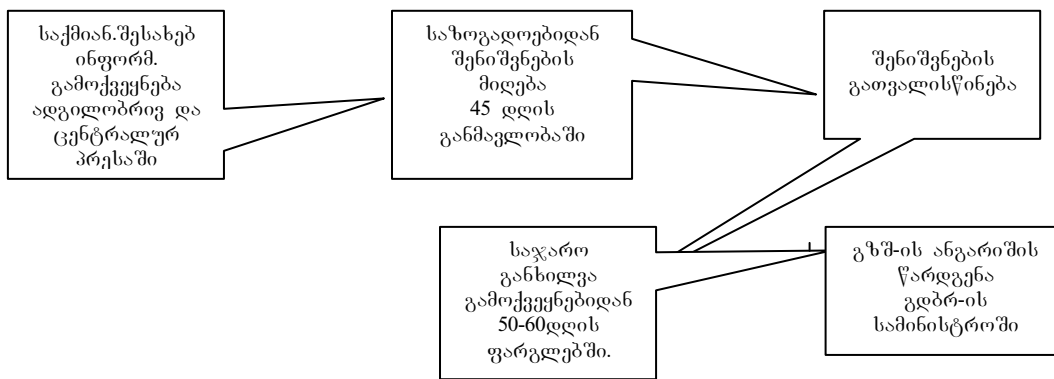 საქმიან.შესახებ
ინფორმ.
გამოქვეყნება
ადგილობრივ და
ცენტრალურ
პრესაში
საზოგადოებიდან
შენიშვნების
მიღება
45 დღის
განმავლობაში
შენიშვნების
გათვალისწინება
საჯარო
განხილვა
გამოქვეყნებიდან
50-60დღის
ფარგლებში.
გზშ-ის ანგარიშის
წარდგენა
გდბრ-ის
სამინისტროში